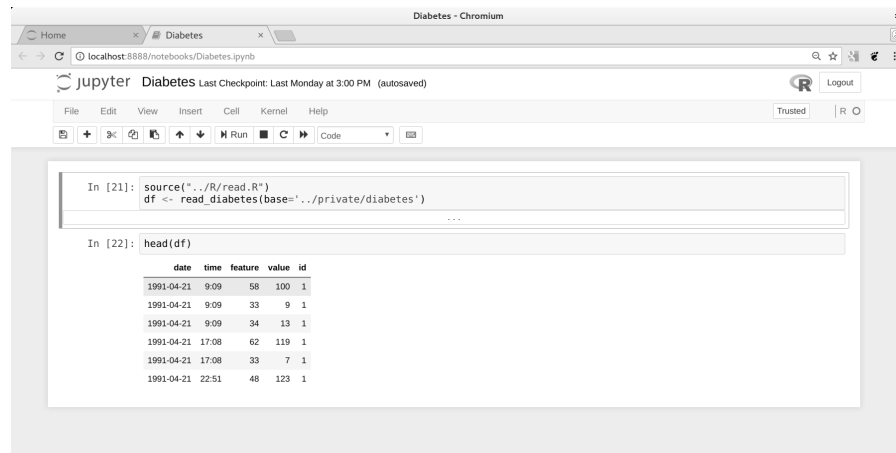 Diabetes - Chromium
Home
Diabetes
localhost:8888/notebooks/Diabetes.ipynb
jupyter Diabetes Last Checkpoint: Last Monday at 3:00 PM (autosaved)
R
Logout
File Edit View Insert Cell Kernel Help
Trusted R
Run Code
In [21]: source("../R/read.R")
df <- read_diabetes(base='../private/diabetes')
...
In [22]: head(df)
date time feature value id
1991-04-21 9:09 58 100 1
1991-04-21 9:09 33 9 1
1991-04-21 9:09 34 13 1
1991-04-21 17:08 62 119 1
1991-04-21 17:08 33 7 1
1991-04-21 22:51 48 123 1